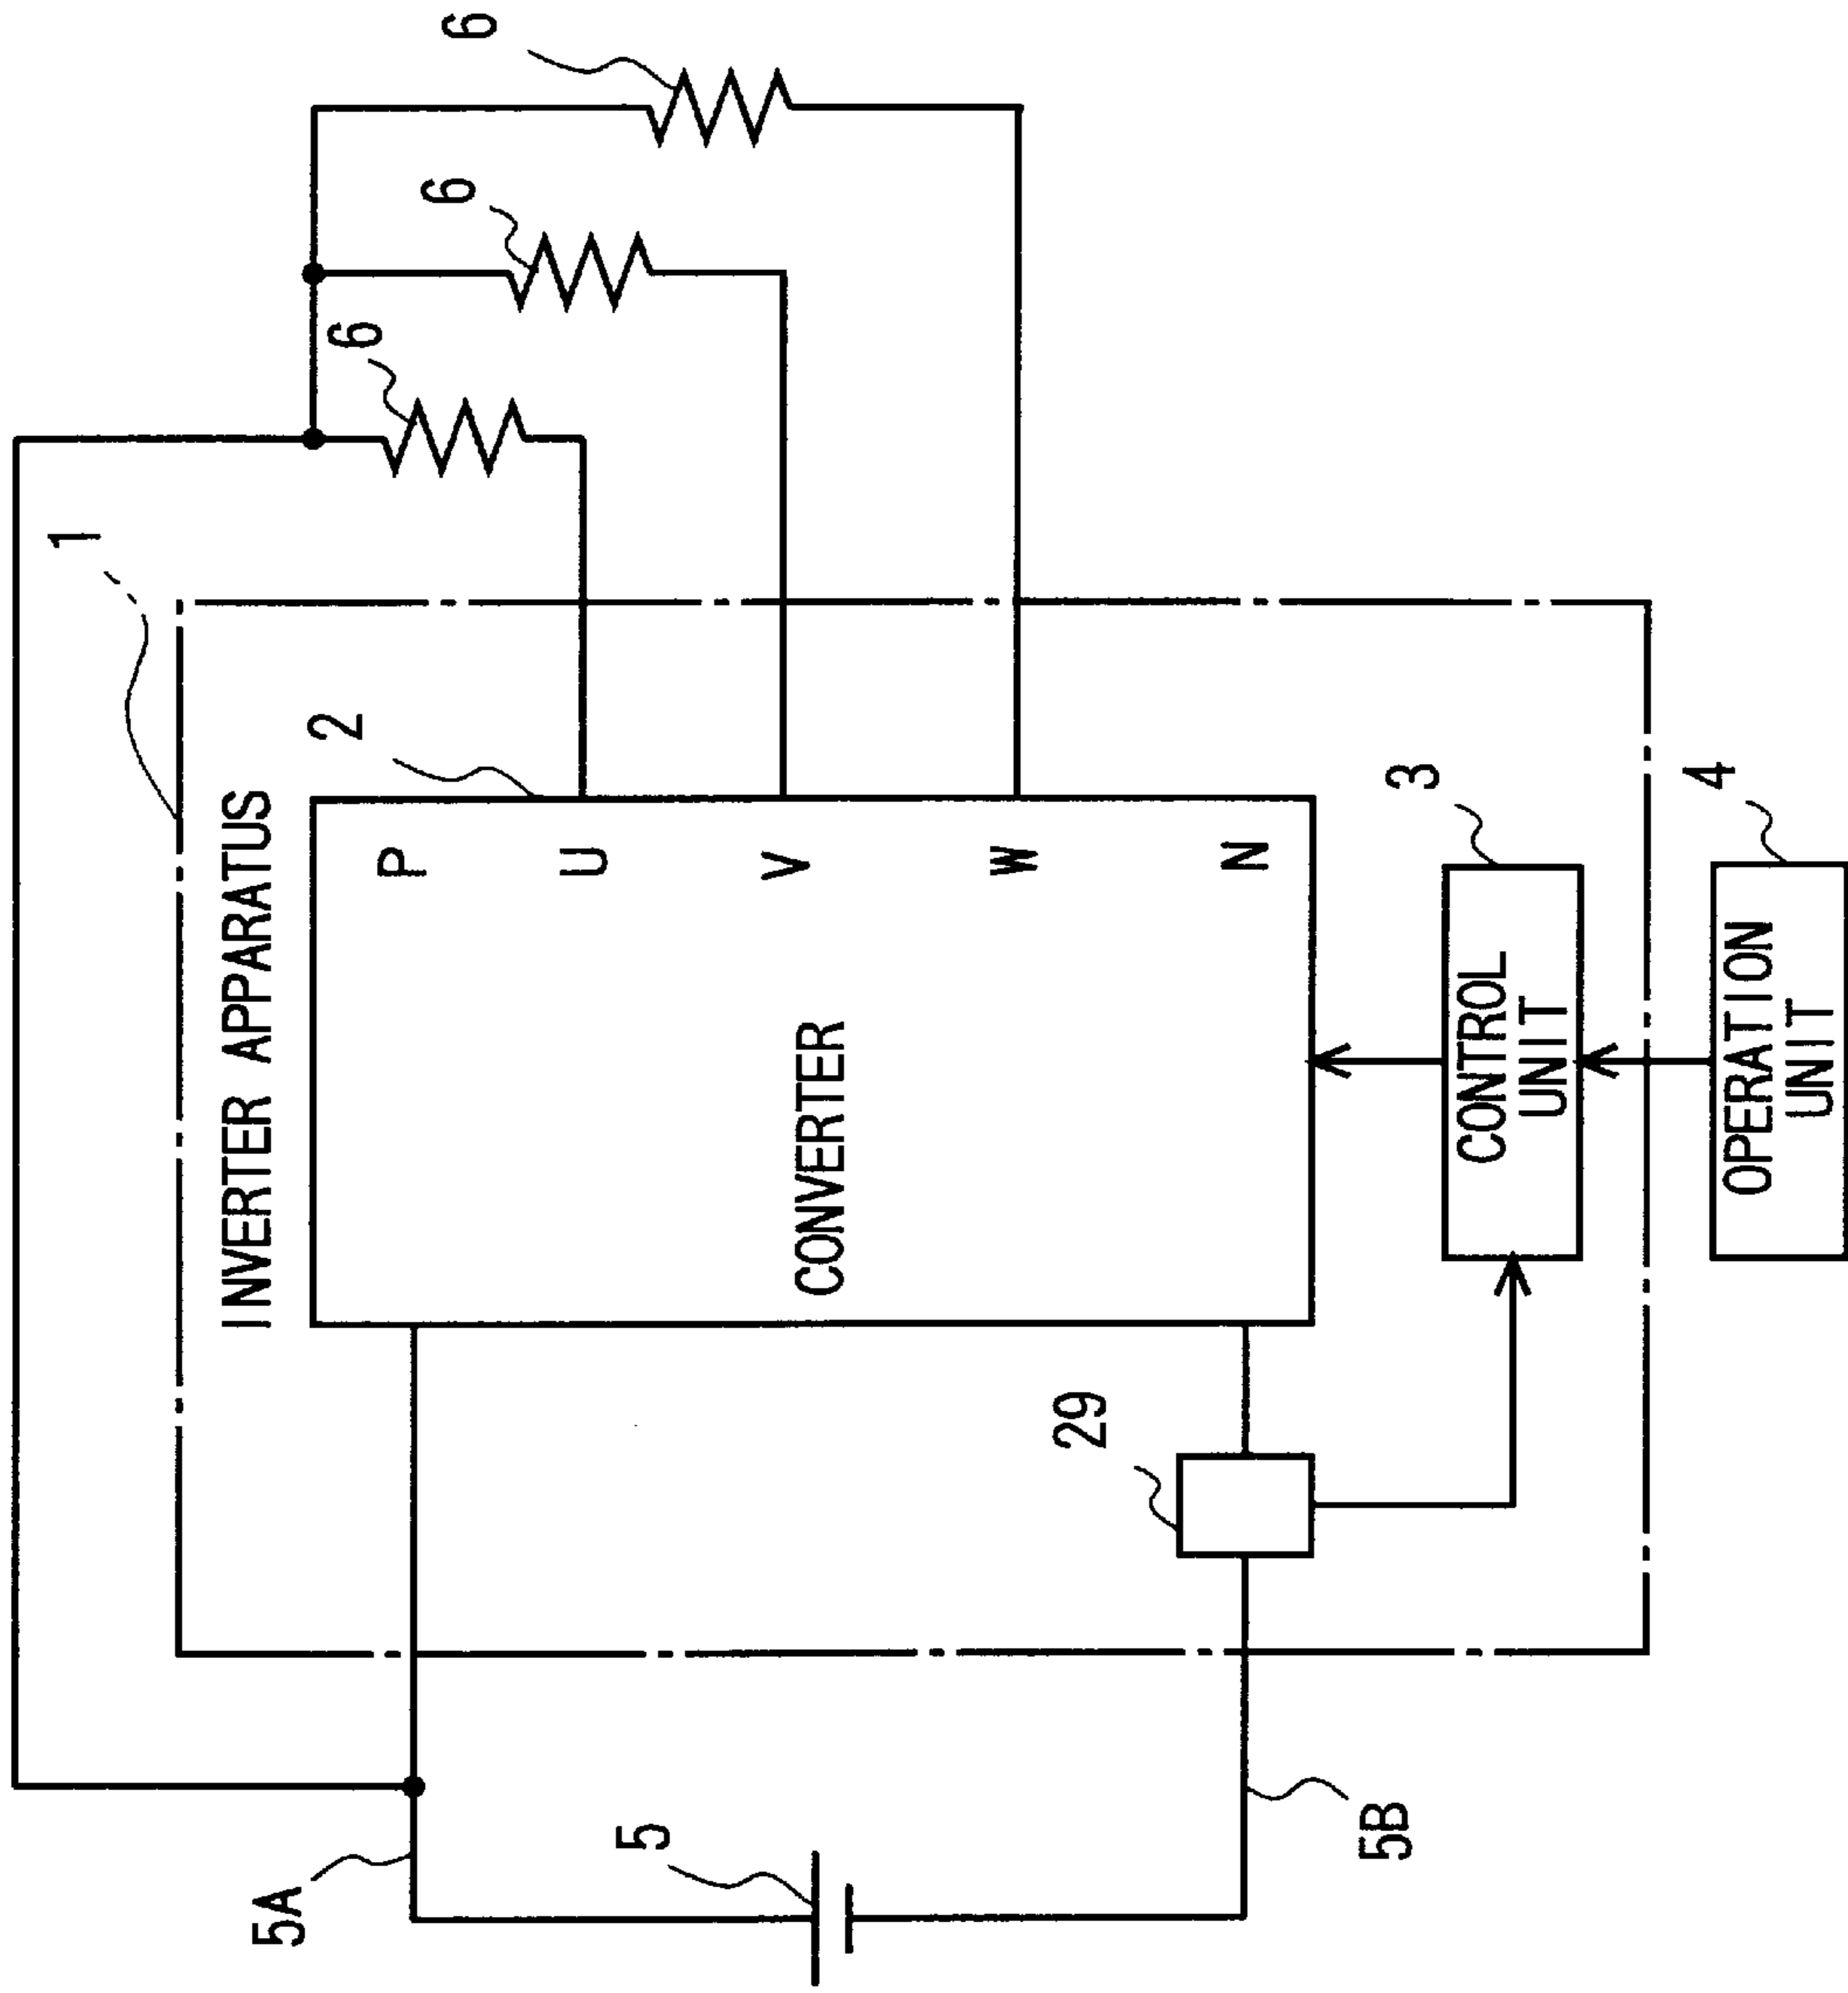 6
6
6
1
INVERTER APPARATUS
2
P
U
V
W
N
CONVERTER
3
CONTROL
UNIT
4
OPERATION
UNIT
29
5A
5
5B